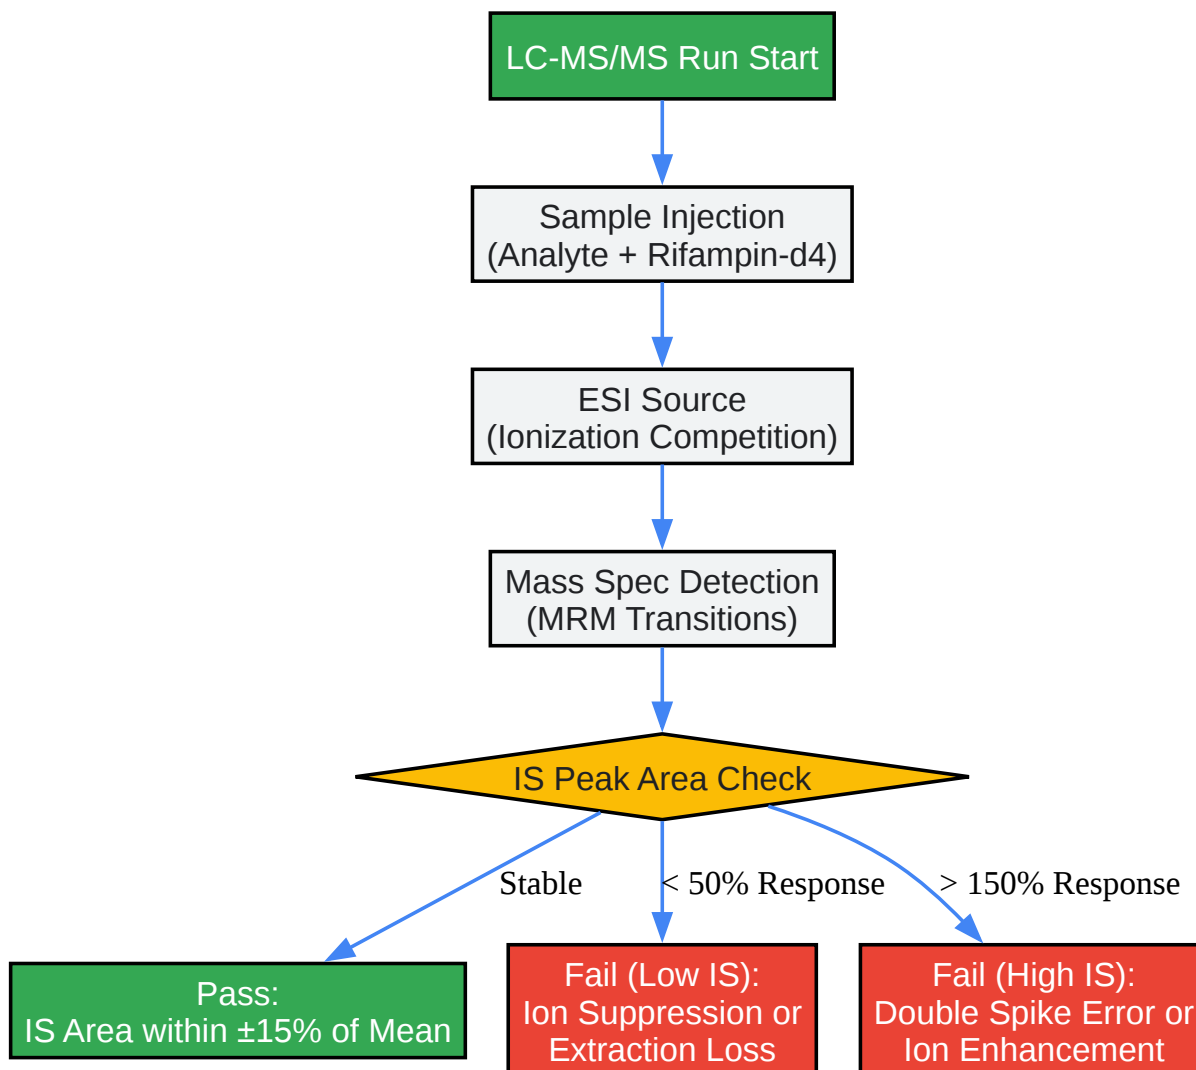 LC-MS/MS Run Start
Sample Injection
(Analyte + Rifampin-d4)
ESI Source
(Ionization Competition)
Mass Spec Detection
(MRM Transitions)
IS Peak Area Check
Stable
< 50% Response
> 150% Response
Pass:
IS Area within ±15% of Mean
Fail (Low IS):
Ion Suppression or
Extraction Loss
Fail (High IS):
Double Spike Error or
Ion Enhancement